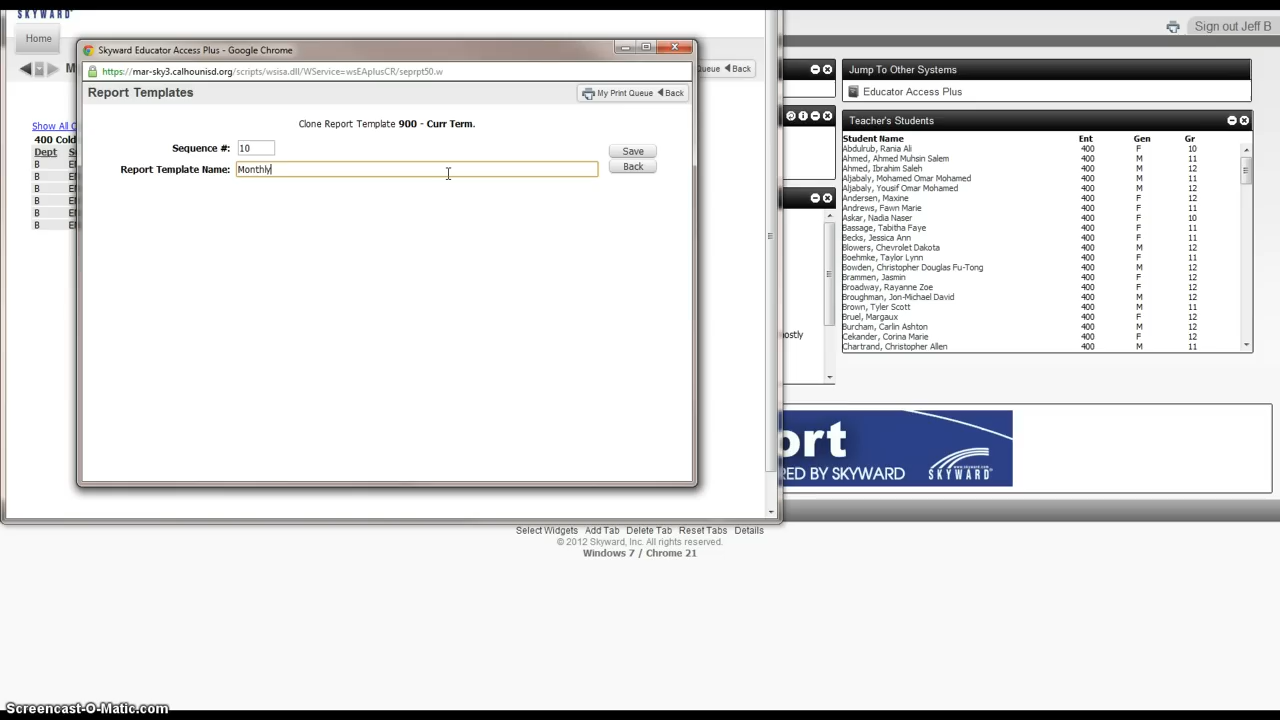 SKYWARD
Home
Sign out Jeff B
M
Queue Back
Show All
400 Cold
Dept
B
B
B
B
B
B
Skyward Educator Access Plus - Google Chrome
https://mar-sky3.calhounisd.org/scripts/wsisa.dll/WService=wsEAplusCR/seprpt50.w
Report Templates
My Print Queue Back
Clone Report Template 900 - Curr Term.
Sequence #: 10
Save
Report Template Name: Monthly
Back
Jump To Other Systems
Educator Access Plus
Teacher's Students
Student Name Ent Gen Gr
Abdulrub, Rania Ali 400 F 10
Ahmed, Ahmed Muhsin Salem 400 M 11
Ahmed, Ibrahim Saleh 400 M 12
Aljabaly, Mohamed Omar Mohamed 400 M 11
Aljabaly, Yousif Omar Mohamed 400 M 12
Andersen, Maxine 400 F 12
Andrews, Fawn Marie 400 F 11
Askar, Nadia Naser 400 F 10
Bassage, Tabitha Faye 400 F 11
Becks, Jessica Ann 400 F 11
Blowers, Chevrolet Dakota 400 M 12
Boehmke, Taylor Lynn 400 F 11
Bowden, Christopher Douglas Fu-Tong 400 M 12
Brammen, Jasmin 400 F 12
Broadway, Rayanne Zoe 400 F 12
Broughman, Jon-Michael David 400 M 12
Brown, Tyler Scott 400 M 11
Bruel, Margaux 400 F 12
Burcham, Carlin Ashton 400 M 12
Cekander, Corina Marie 400 F 12
Chartrand, Christopher Allen 400 M 11
ostly
ort
RED BY SKYWARD
SKYWARD
Select Widgets Add Tab Delete Tab Reset Tabs Details
© 2012 Skyward, Inc. All rights reserved.
Windows 7 / Chrome 21
Screencast-O-Matic.com